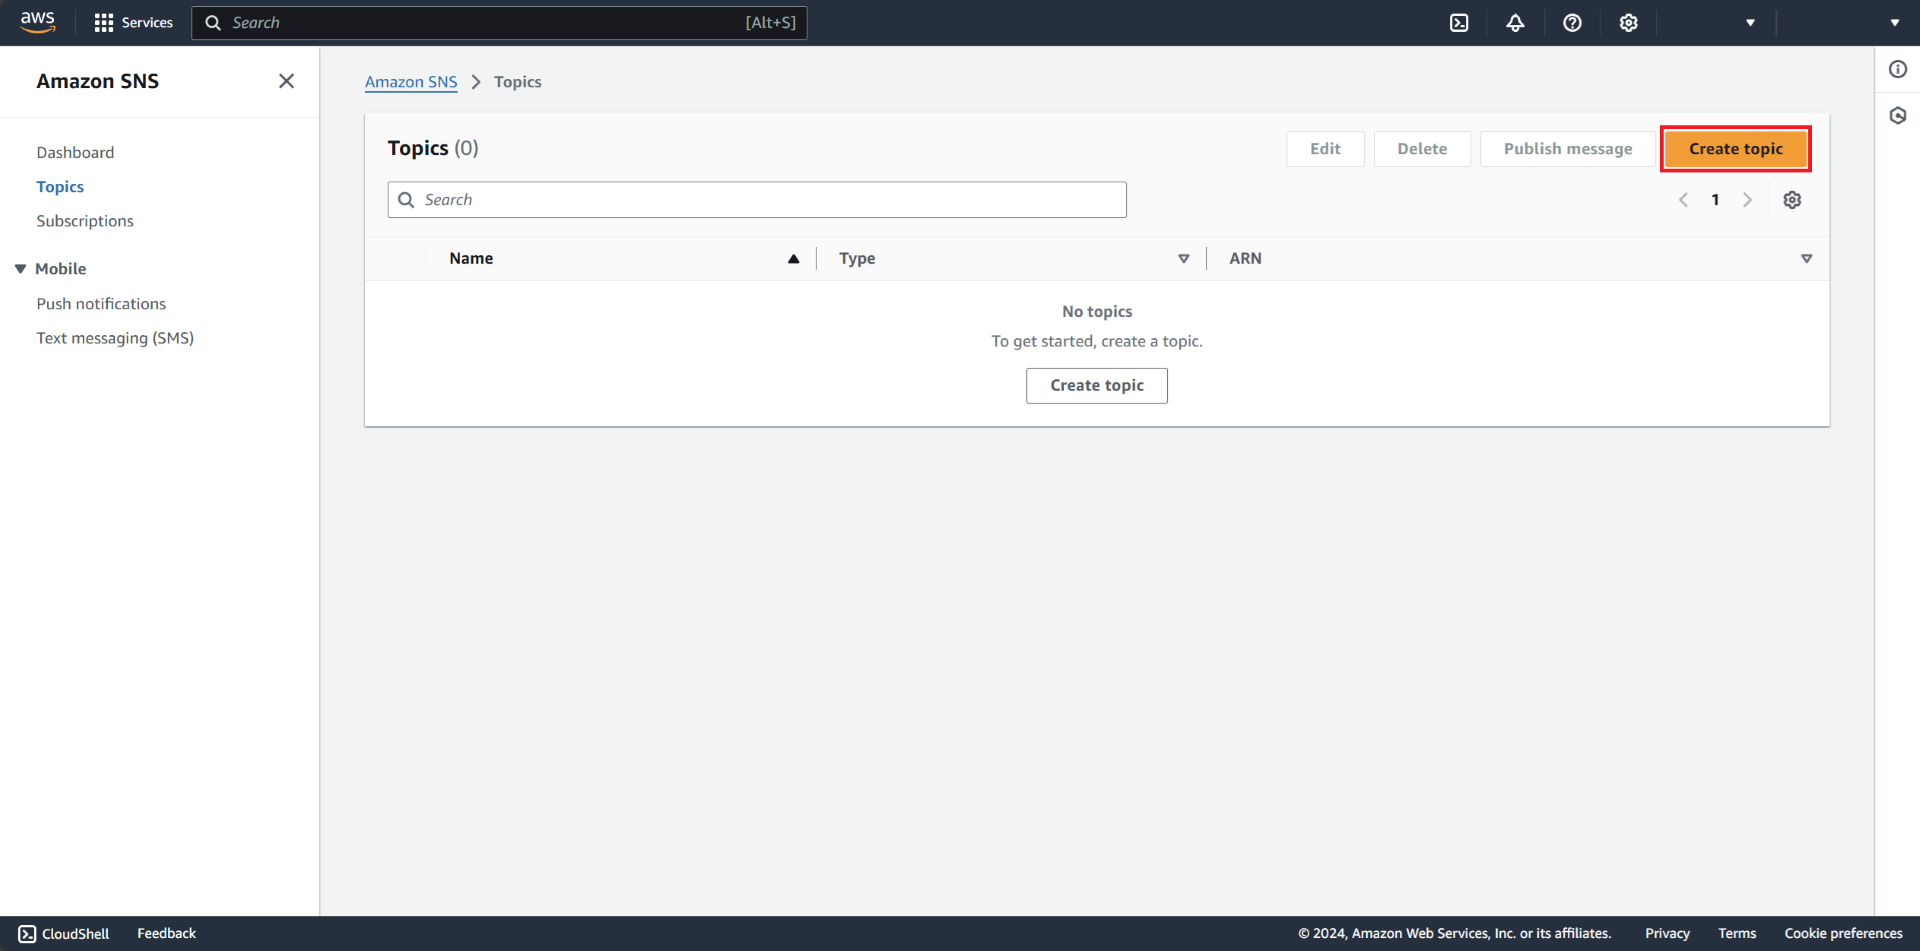 aws
Services
Search
[Alt+S]
Amazon SNS
Dashboard
Topics
Subscriptions
Mobile
Push notifications
Text messaging (SMS)
Amazon SNS
Topics
Topics (0)
Edit
Delete
Publish message
Create topic
Search
1
Name
Type
ARN
No topics
To get started, create a topic.
Create topic
CloudShell
Feedback
© 2024, Amazon Web Services, Inc. or its affiliates.
Privacy
Terms
Cookie preferences